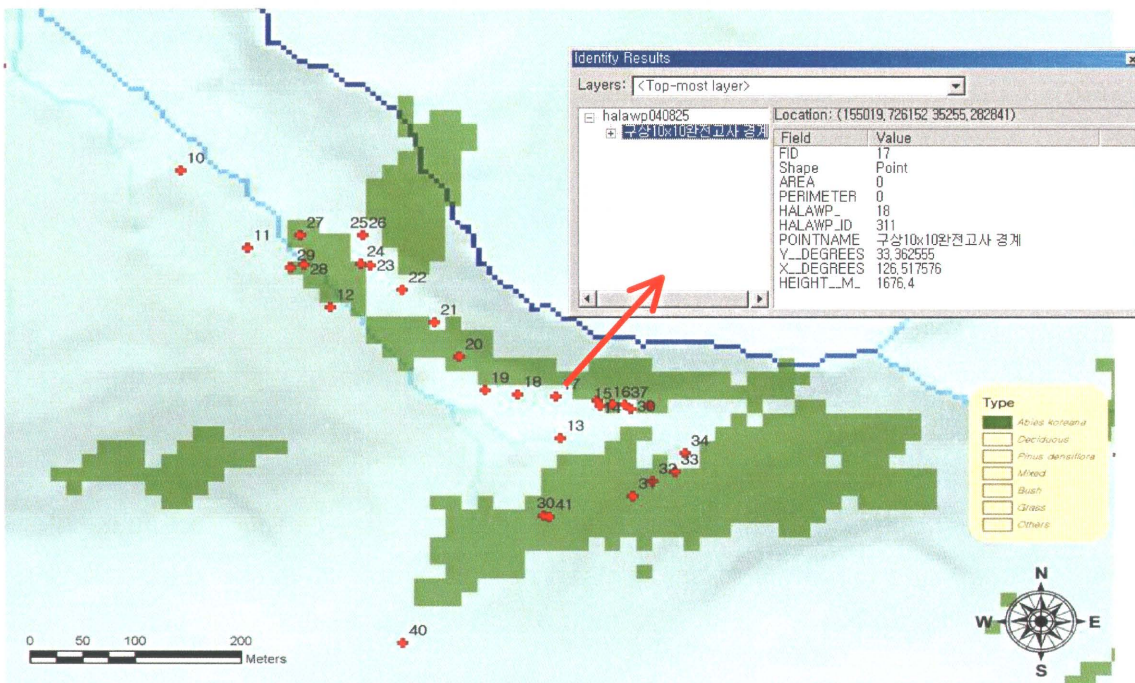 Identify Results
Layers: <Top-most layer>
halawp040825
구상10x10완전고사 경계
Location: (155019,726152 35255,282841)
Field Value
FID 17
Shape Point
AREA 0
PERIMETER 0
HALAWP_ 18
HALAWP_ID 311
POINTNAME 구상10x10완전고사 경계
Y__DEGREES 33,362555
X__DEGREES 126,517576
HEIGHT__M_ 1676,4
10
11
27
25 26
24
23
29
28
22
12
21
20
19
18
17
15
16
37
14
13
34
33
32
31
30 41
40
Type
Abies koreana
Deciduous
Pinus densiflora
Mixed
Bush
Grass
Others
N
W E
S
0 50 100 200
Meters